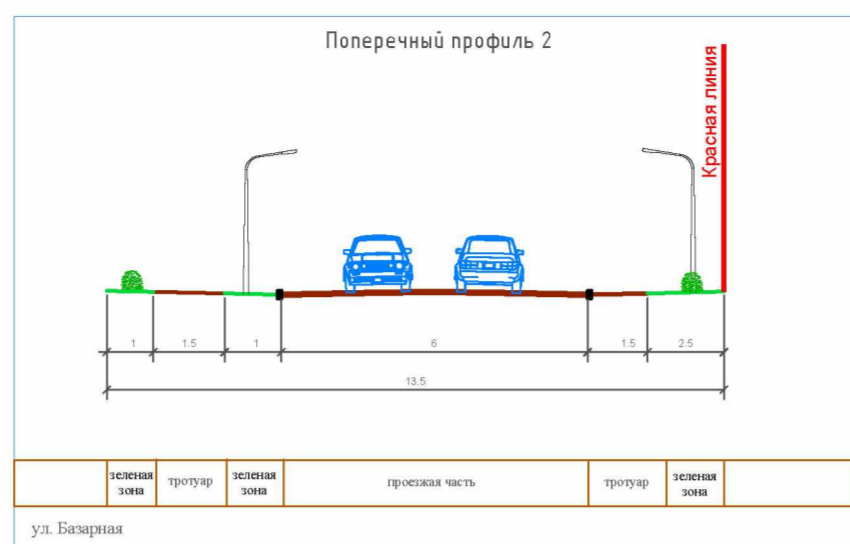 Поперечный профиль 2
Красная линия
1 1.5 1 6 1.5 2.5
13.5
зеленая зона тротуар зеленая зона проезжая часть тротуар зеленая зона
ул. Базарная